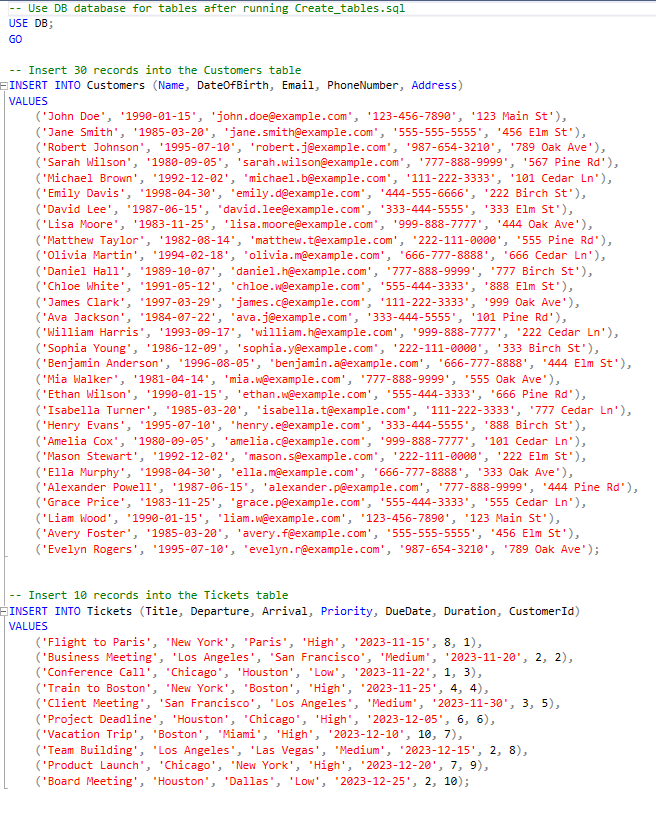 -- Use DB database for tables after running Create_tables.sql
USE DB;
GO
-- Insert 30 records into the Customers table
INSERT INTO Customers (Name, DateOfBirth, Email, PhoneNumber, Address)
VALUES
('John Doe', '1990-01-15', 'john.doe@example.com', '123-456-7890', '123 Main St'),
('Jane Smith', '1985-03-20', 'jane.smith@example.com', '555-555-5555', '456 Elm St'),
('Robert Johnson', '1995-07-10', 'robert.j@example.com', '987-654-3210', '789 Oak Ave'),
('Sarah Wilson', '1980-09-05', 'sarah.wilson@example.com', '777-888-9999', '567 Pine Rd'),
('Michael Brown', '1992-12-02', 'michael.b@example.com', '111-222-3333', '101 Cedar Ln'),
('Emily Davis', '1998-04-30', 'emily.d@example.com', '444-555-6666', '222 Birch St'),
('David Lee', '1987-06-15', 'david.lee@example.com', '333-444-5555', '333 Elm St'),
('Lisa Moore', '1983-11-25', 'lisa.moore@example.com', '999-888-7777', '444 Oak Ave'),
('Matthew Taylor', '1982-08-14', 'matthew.t@example.com', '222-111-0000', '555 Pine Rd'),
('Olivia Martin', '1994-02-18', 'olivia.m@example.com', '666-777-8888', '666 Cedar Ln'),
('Daniel Hall', '1989-10-07', 'daniel.h@example.com', '777-888-9999', '777 Birch St'),
('Chloe White', '1991-05-12', 'chloe.w@example.com', '555-444-3333', '888 Elm St'),
('James Clark', '1997-03-29', 'james.c@example.com', '111-222-3333', '999 Oak Ave'),
('Ava Jackson', '1984-07-22', 'ava.j@example.com', '333-444-5555', '101 Pine Rd'),
('William Harris', '1993-09-17', 'william.h@example.com', '999-888-7777', '222 Cedar Ln'),
('Sophia Young', '1986-12-09', 'sophia.y@example.com', '222-111-0000', '333 Birch St'),
('Benjamin Anderson', '1996-08-05', 'benjamin.a@example.com', '666-777-8888', '444 Elm St'),
('Mia Walker', '1981-04-14', 'mia.w@example.com', '777-888-9999', '555 Oak Ave'),
('Ethan Wilson', '1990-01-15', 'ethan.w@example.com', '555-444-3333', '666 Pine Rd'),
('Isabella Turner', '1985-03-20', 'isabella.t@example.com', '111-222-3333', '777 Cedar Ln'),
('Henry Evans', '1995-07-10', 'henry.e@example.com', '333-444-5555', '888 Birch St'),
('Amelia Cox', '1980-09-05', 'amelia.c@example.com', '999-888-7777', '101 Cedar Ln'),
('Mason Stewart', '1992-12-02', 'mason.s@example.com', '222-111-0000', '222 Elm St'),
('Ella Murphy', '1998-04-30', 'ella.m@example.com', '666-777-8888', '333 Oak Ave'),
('Alexander Powell', '1987-06-15', 'alexander.p@example.com', '777-888-9999', '444 Pine Rd'),
('Grace Price', '1983-11-25', 'grace.p@example.com', '555-444-3333', '555 Cedar Ln'),
('Liam Wood', '1990-01-15', 'liam.w@example.com', '123-456-7890', '123 Main St'),
('Avery Foster', '1985-03-20', 'avery.f@example.com', '555-555-5555', '456 Elm St'),
('Evelyn Rogers', '1995-07-10', 'evelyn.r@example.com', '987-654-3210', '789 Oak Ave');
-- Insert 10 records into the Tickets table
INSERT INTO Tickets (Title, Departure, Arrival, Priority, DueDate, Duration, CustomerId)
VALUES
('Flight to Paris', 'New York', 'Paris', 'High', '2023-11-15', 8, 1),
('Business Meeting', 'Los Angeles', 'San Francisco', 'Medium', '2023-11-20', 2, 2),
('Conference Call', 'Chicago', 'Houston', 'Low', '2023-11-22', 1, 3),
('Train to Boston', 'New York', 'Boston', 'High', '2023-11-25', 4, 4),
('Client Meeting', 'San Francisco', 'Los Angeles', 'Medium', '2023-11-30', 3, 5),
('Project Deadline', 'Houston', 'Chicago', 'High', '2023-12-05', 6, 6),
('Vacation Trip', 'Boston', 'Miami', 'High', '2023-12-10', 10, 7),
('Team Building', 'Los Angeles', 'Las Vegas', 'Medium', '2023-12-15', 2, 8),
('Product Launch', 'Chicago', 'New York', 'High', '2023-12-20', 7, 9),
('Board Meeting', 'Houston', 'Dallas', 'Low', '2023-12-25', 2, 10);